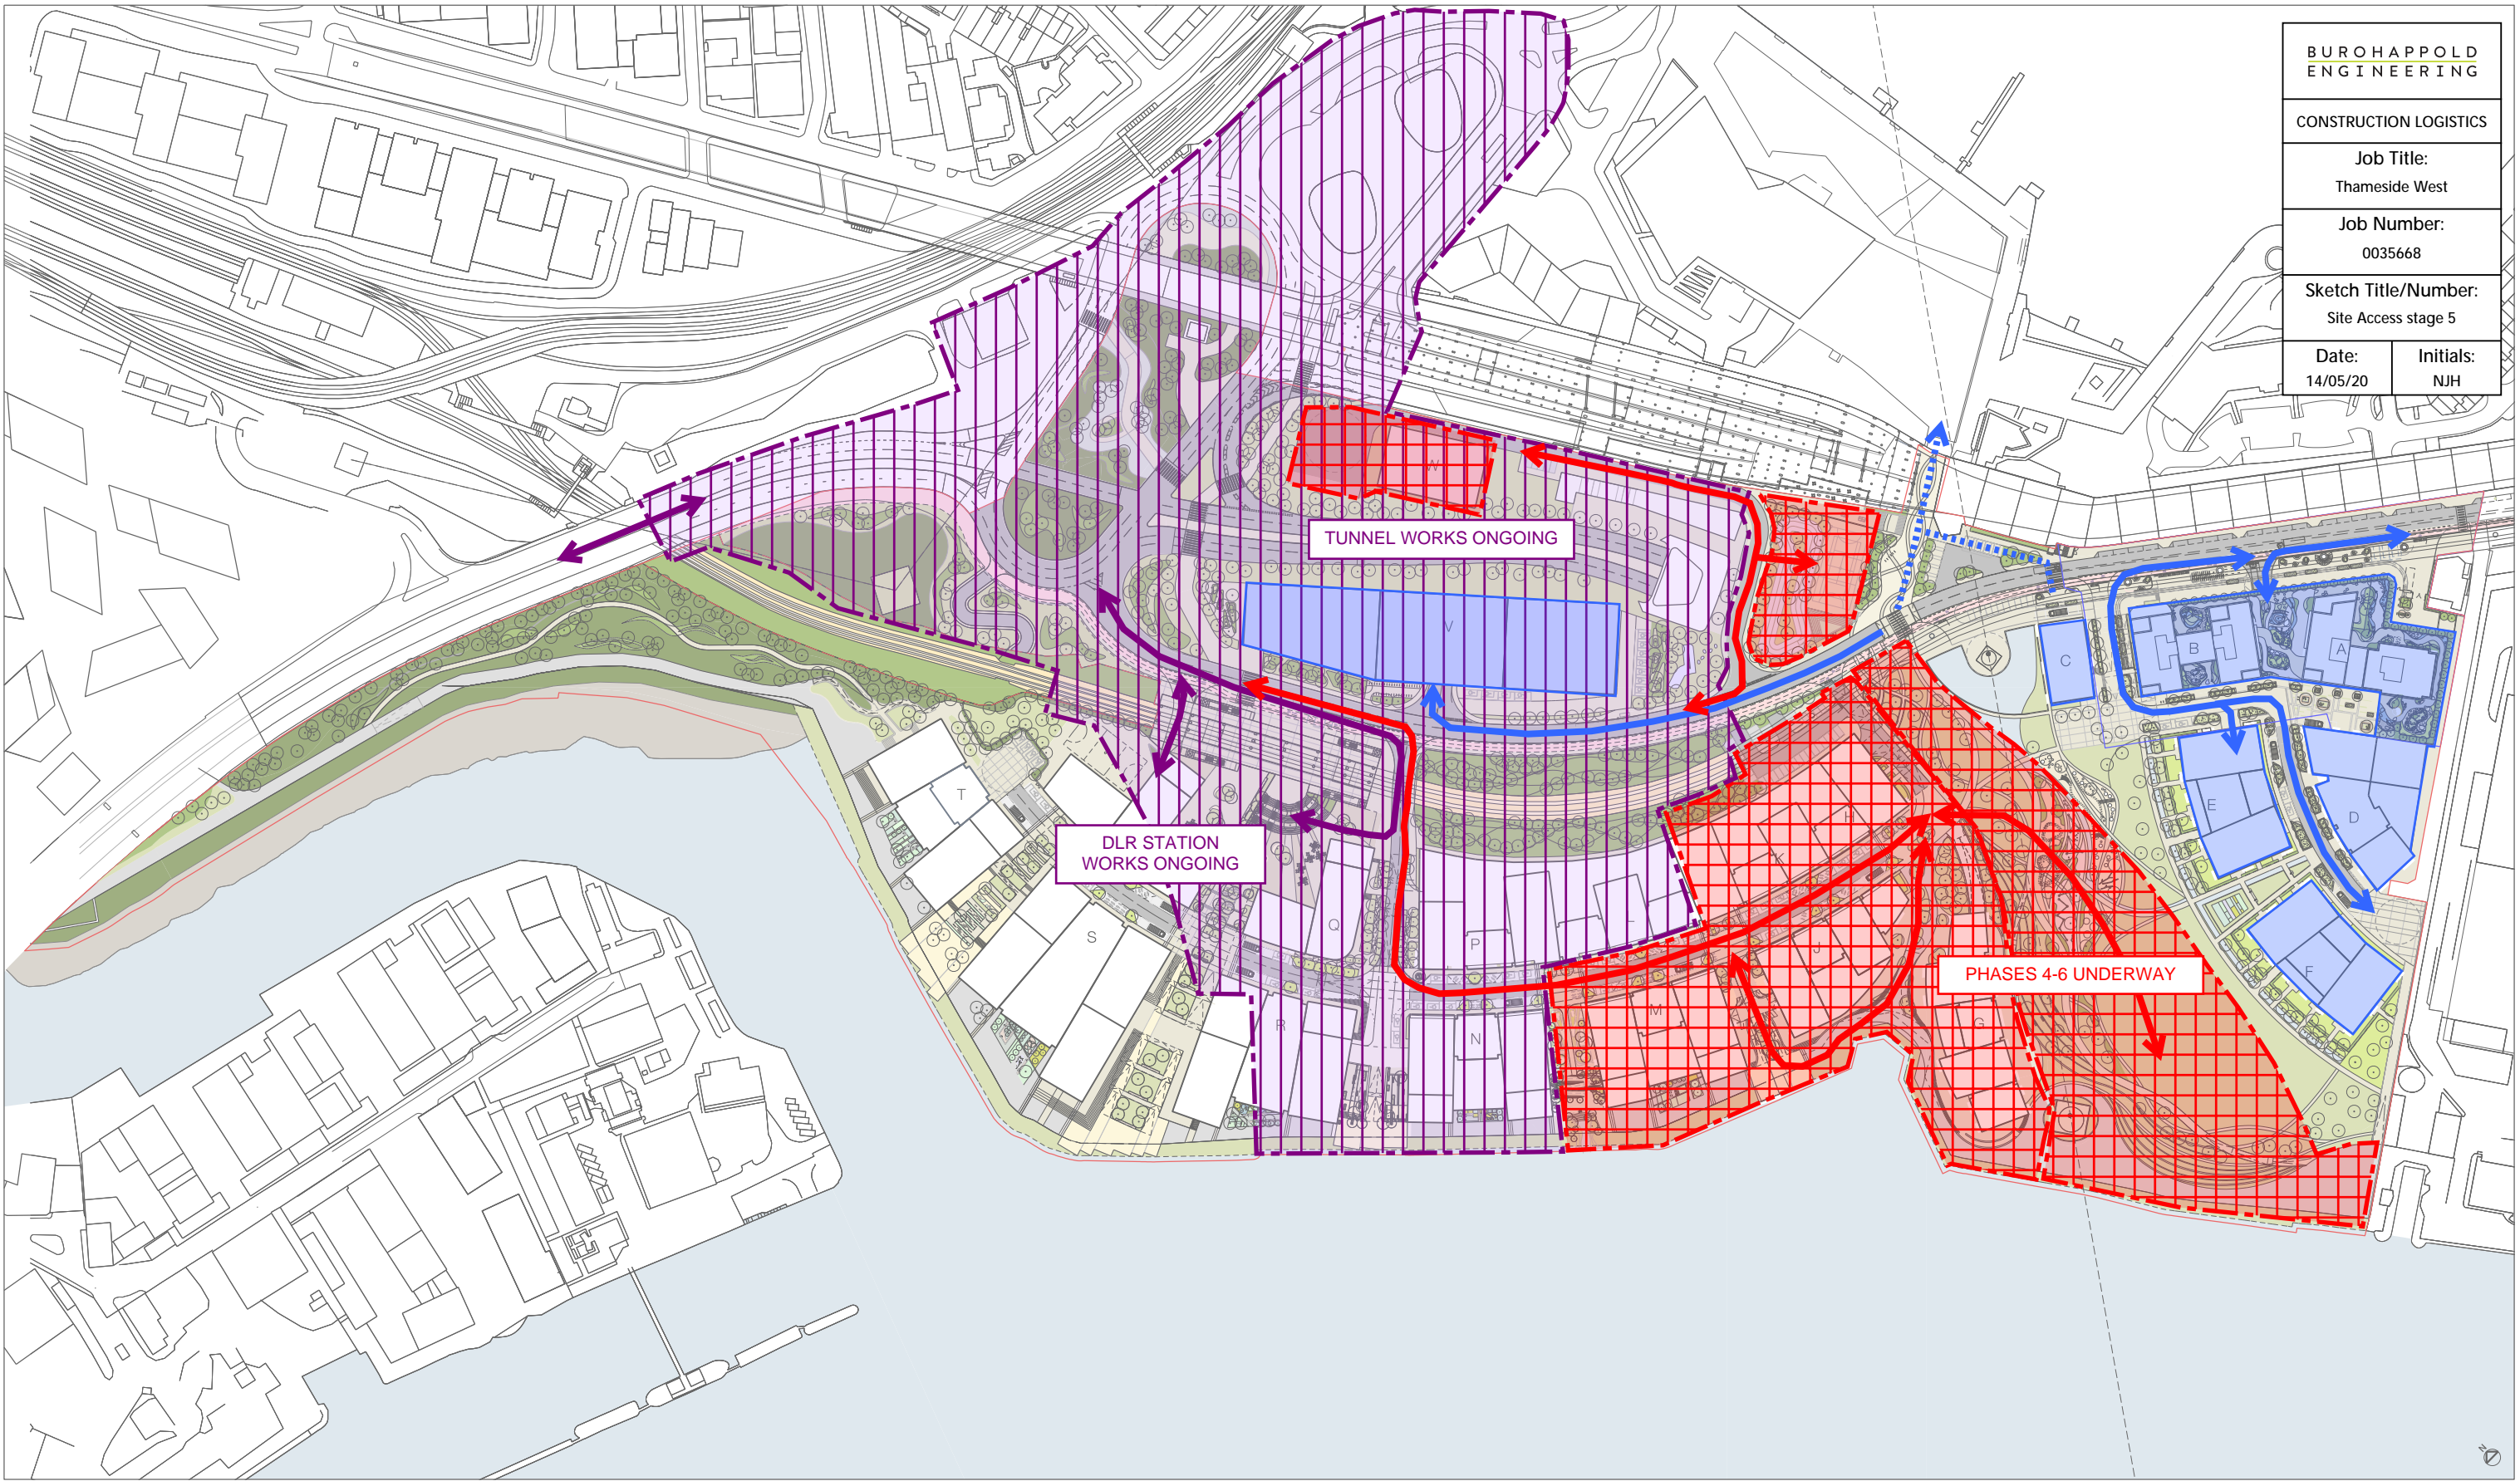 BUROHAPPOLD
ENGINEERING
CONSTRUCTION LOGISTICS
Job Title:
Thameside West
Job Number:
0035668
Sketch Title/Number:
Site Access stage 5
Date:
14/05/20
Initials:
NJH
W
TUNNEL WORKS ONGOING
V
C
B
A
E
D
F
T
DLR STATION
WORKS ONGOING
S
Q
P
L
K
H
J
PHASES 4-6 UNDERWAY
R
N
M
G
N